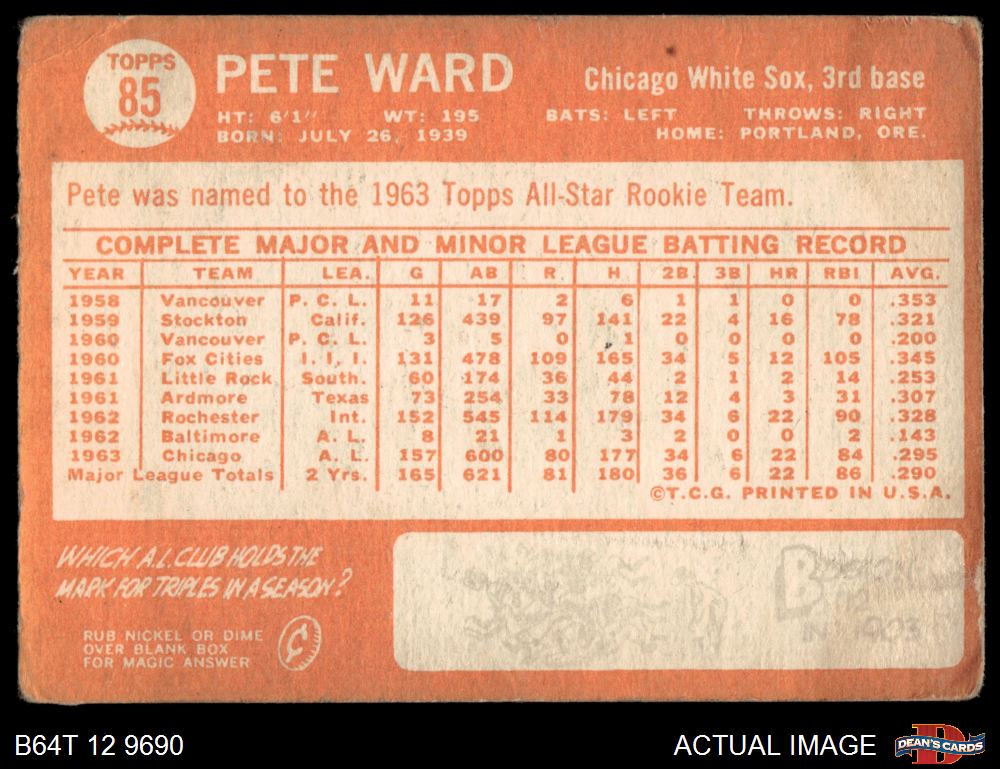 TOPPS
85
PETE WARD
Chicago White Sox, 3rd base
HT: 6'1" WT: 195 BATS: LEFT THROWS: RIGHT
BORN: JULY 26, 1939 HOME: PORTLAND, ORE.
Pete was named to the 1963 Topps All-Star Rookie Team.
COMPLETE MAJOR AND MINOR LEAGUE BATTING RECORD
YEAR TEAM LEA. G AB R H 2B 3B HR RBI AVG.
1958 Vancouver P. C. L. 11 17 2 6 1 1 0 0 .353
1959 Stockton Calif. 126 439 97 141 22 4 16 78 .321
1960 Vancouver P. C. L. 3 5 0 1 0 0 0 0 .200
1960 Fox Cities I. I. I. 131 478 109 165 34 5 12 105 .345
1961 Little Rock South. 60 174 36 44 2 1 2 14 .253
1961 Ardmore Texas 73 254 33 78 12 4 3 31 .307
1962 Rochester Int. 152 545 114 179 34 6 22 90 .328
1962 Baltimore A. L. 8 21 1 3 2 0 0 2 .143
1963 Chicago A. L. 157 600 80 177 34 6 22 84 .295
Major League Totals 2 Yrs. 165 621 81 180 36 6 22 86 .290
©T.C.G. PRINTED IN U.S.A.
WHICH A.L. CLUB HOLDS THE
MARK FOR TRIPLES IN A SEASON?
RUB NICKEL OR DIME
OVER BLANK BOX
FOR MAGIC ANSWER
B64T 12 9690
ACTUAL IMAGE
DEAN'S CARDS